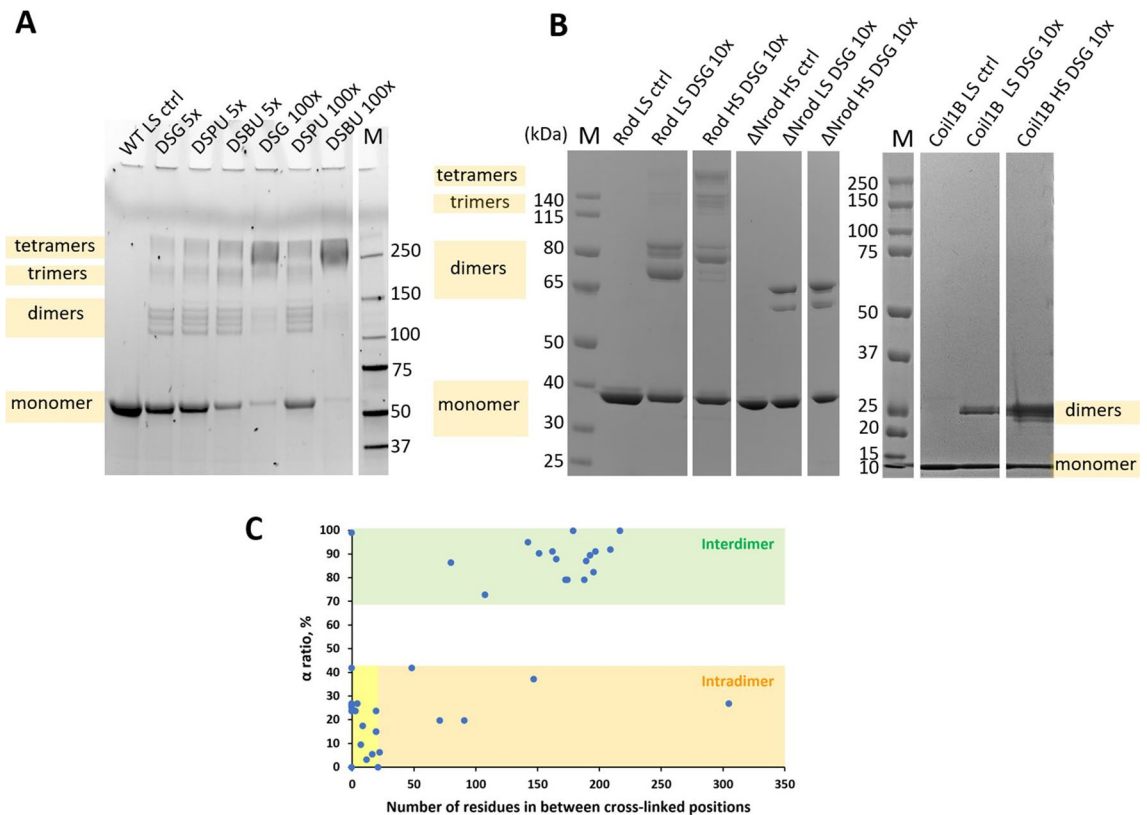 A
WT LS ctrl
DSG 5x
DSPU 5x
DSBU 5x
DSG 100x
DSPU 100x
DSBU 100x
M
tetramers
trimers
dimers
monomer
250
150
100
75
50
37
B
(kDa)
M
Rod LS ctrl
Rod LS DSG 10x
Rod HS DSG 10x
ΔNrod HS ctrl
ΔNrod LS DSG 10x
ΔNrod HS DSG 10x
tetramers
trimers
dimers
monomer
140
115
80
65
50
40
30
25
M
Coil1B LS ctrl
Coil1B LS DSG 10x
Coil1B HS DSG 10x
250
150
100
75
50
37
25
20
15
10
dimers
monomer
C
α ratio, %
100
90
80
70
60
50
40
30
20
10
0
Interdimer
Intradimer
0 50 100 150 200 250 300 350
Number of residues in between cross-linked positions